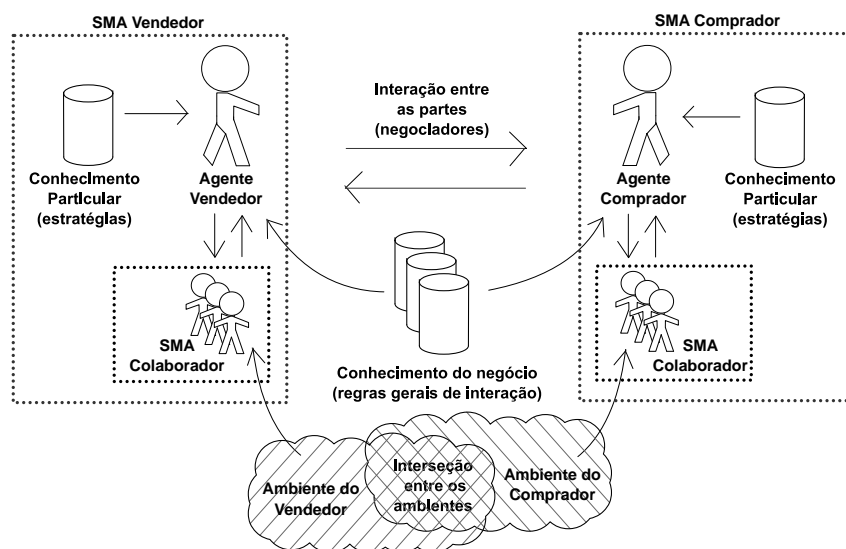 SMA Vendedor
SMA Comprador
Interação entre
as partes
(negocladores)
Conhecimento
Particular
(estratégias)
Agente
Vendedor
Agente
Comprador
Conhecimento
Particular
(estratégias)
SMA
Colaborador
SMA
Colaborador
Conhecimento do negócio
(regras gerais de interação)
Ambiente do
Vendedor
Interseção
entre os
amblentes
Ambiente do
Comprador